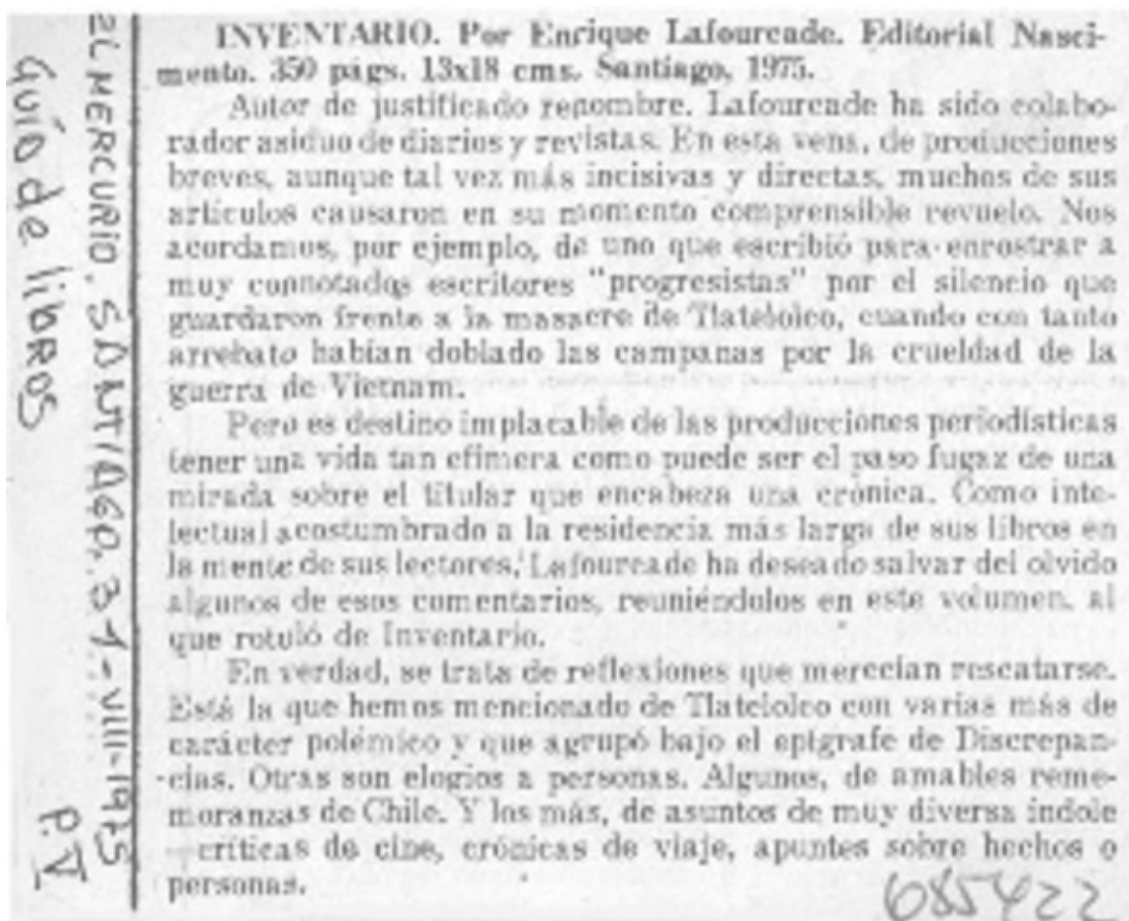 INVENTARIO. Por Enrique Lafourcade. Editorial Nasci-
mento. 350 págs. 13x18 cms. Santiago, 1975.
Autor de justificado renombre. Lafourcade ha sido colabo-
rador asiduo de diarios y revistas. En esta vena, de producciones
breves, aunque tal vez más incisivas y directas, muchos de sus
artículos causaron en su momento comprensible revuelo. Nos
acordamos, por ejemplo, de uno que escribió para enrostrar a
muy connotados escritores "progresistas" por el silencio que
guardaron frente a la masacre de Tlatelolco, cuando con tanto
arrebato habían doblado las campanas por la crueldad de la
guerra de Vietnam.
Pero es destino implacable de las producciones periodísticas
tener una vida tan efímera como puede ser el paso fugaz de una
mirada sobre el titular que encabeza una crónica. Como inte-
lectual acostumbrado a la residencia más larga de sus libros en
la mente de sus lectores, Lafourcade ha deseado salvar del olvido
algunos de esos comentarios, reuniéndolos en este volumen, al
que rotuló de Inventario.
En verdad, se trata de reflexiones que merecían rescatarse.
Está la que hemos mencionado de Tlatelolco con varias más de
carácter polémico y que agrupó bajo el epígrafe de Discrepan-
cias. Otras son elogios a personas. Algunos, de amables reme-
moranzas de Chile. Y los más, de asuntos de muy diversa índole
—críticas de cine, crónicas de viaje, apuntes sobre hechos o
personas.
EL MERCURIO. SANTIAGO. 31-VIII-1975 P.V
Guía de libros
685422